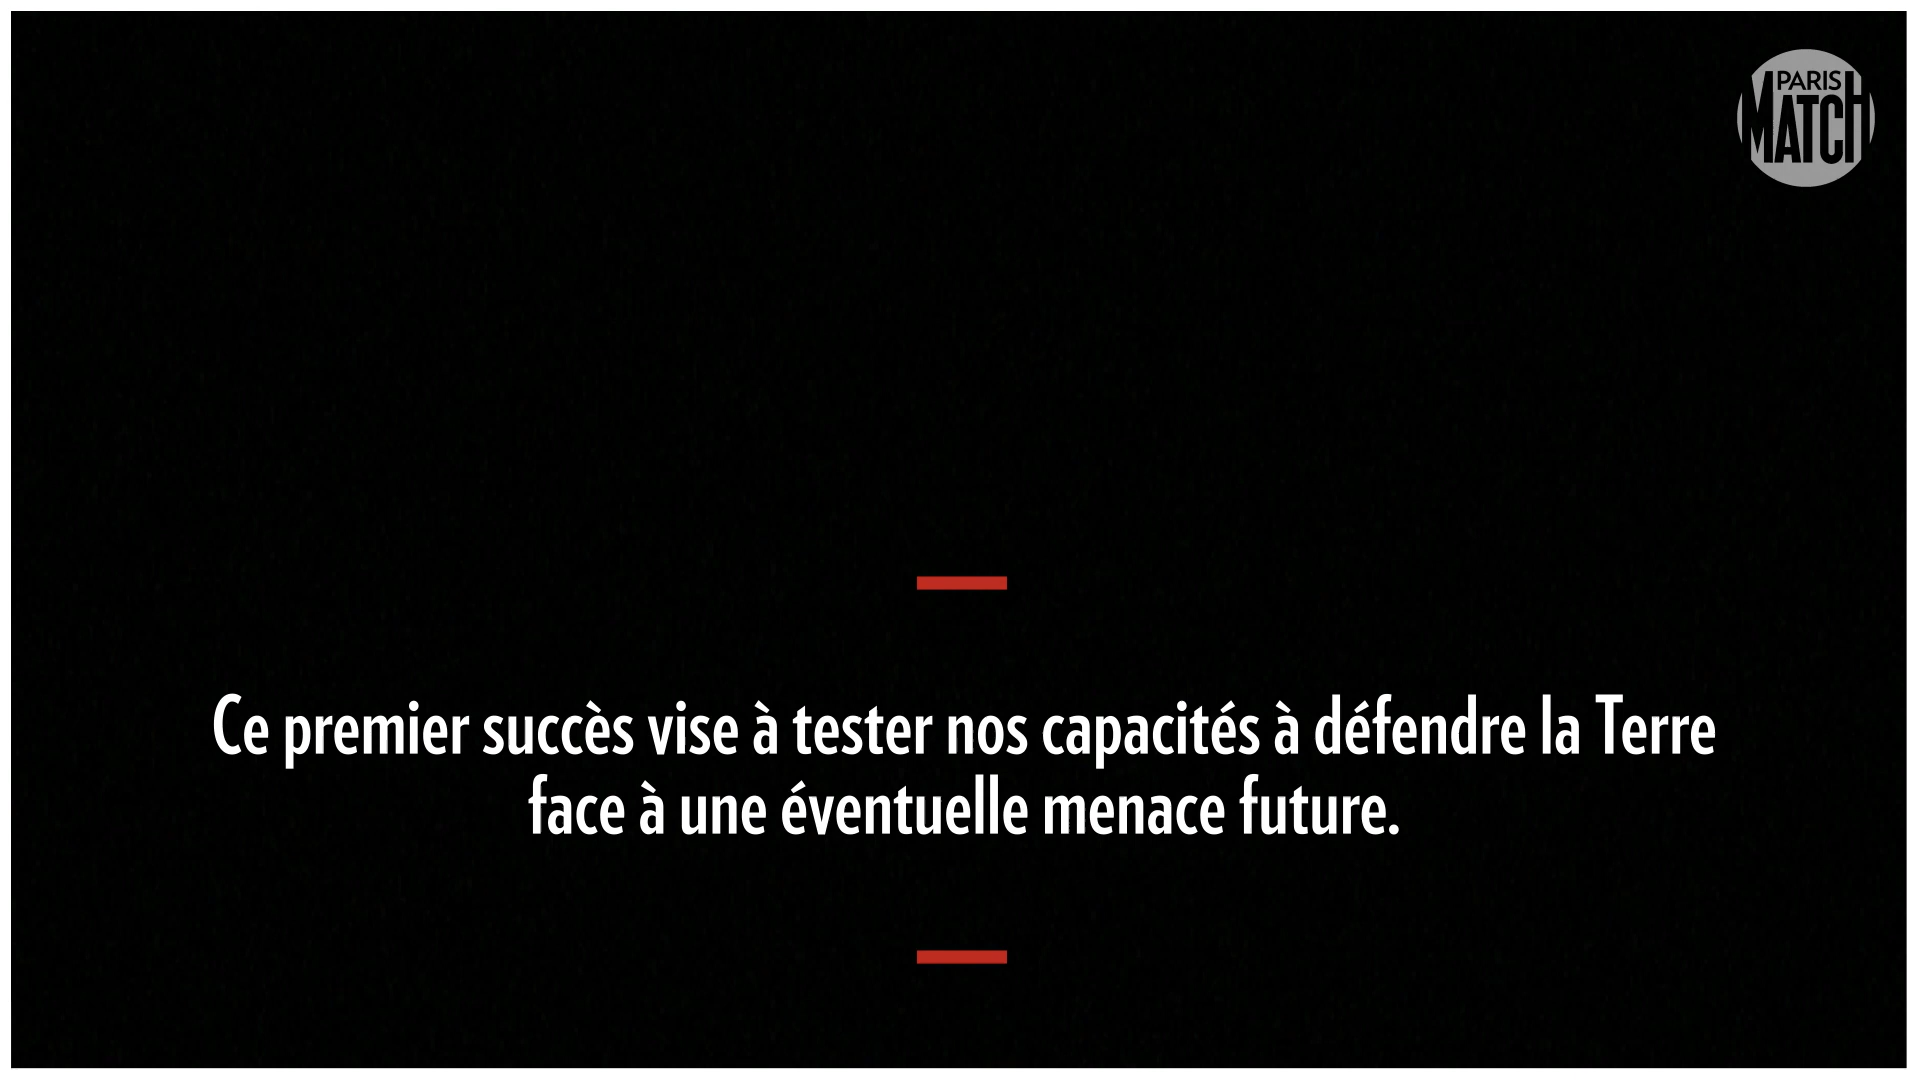 PARIS
MATCH
Ce premier succès vise à tester nos capacités à défendre la Terre
face à une éventuelle menace future.